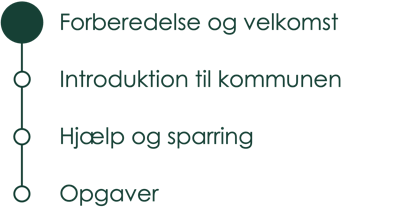 Forberedelse og velkomst
Introduktion til kommunen
Hjælp og sparring
Opgaver